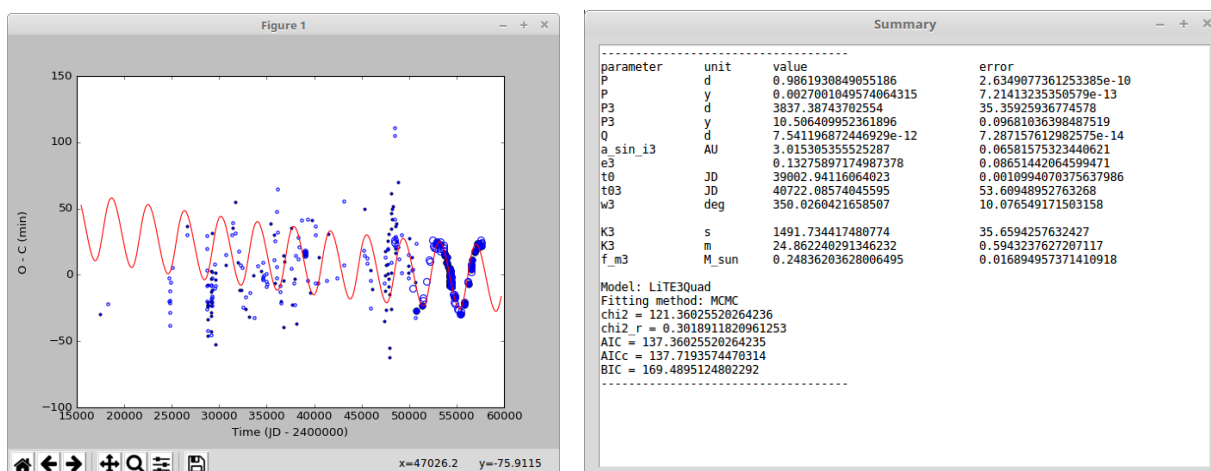 Figure 1
150
100
50
0
−50
−100
15000 20000 25000 30000 35000 40000 45000 50000 55000 60000
O - C (min)
Time (JD - 2400000)
x=47026.2 y=-75.9115
Summary
-----------------------------------
parameter unit value error
P d 0.9861930849055186 2.6349077361253385e-10
P y 0.0027001049574064315 7.21413235350579e-13
P3 d 3837.38743702554 35.35925936774578
P3 y 10.506409952361896 0.09681036398487519
Q d 7.541196872446929e-12 7.287157612982575e-14
a_sin_i3 AU 3.015305355525287 0.06581575323440621
e3 0.13275897174987378 0.08651442064599471
t0 JD 39002.94116064023 0.0010994070375637986
t03 JD 40722.08574045595 53.60948952763268
w3 deg 350.0260421658507 10.076549171503158
K3 s 1491.734417480774 35.6594257632427
K3 m 24.862240291346232 0.5943237627207117
f_m3 M_sun 0.24836203628006495 0.016894957371410918
Model: LiTE3Quad
Fitting method: MCMC
chi2 = 121.36025520264236
chi2_r = 0.3018911820961253
AIC = 137.36025520264235
AICc = 137.7193574470314
BIC = 169.4895124802292
-----------------------------------